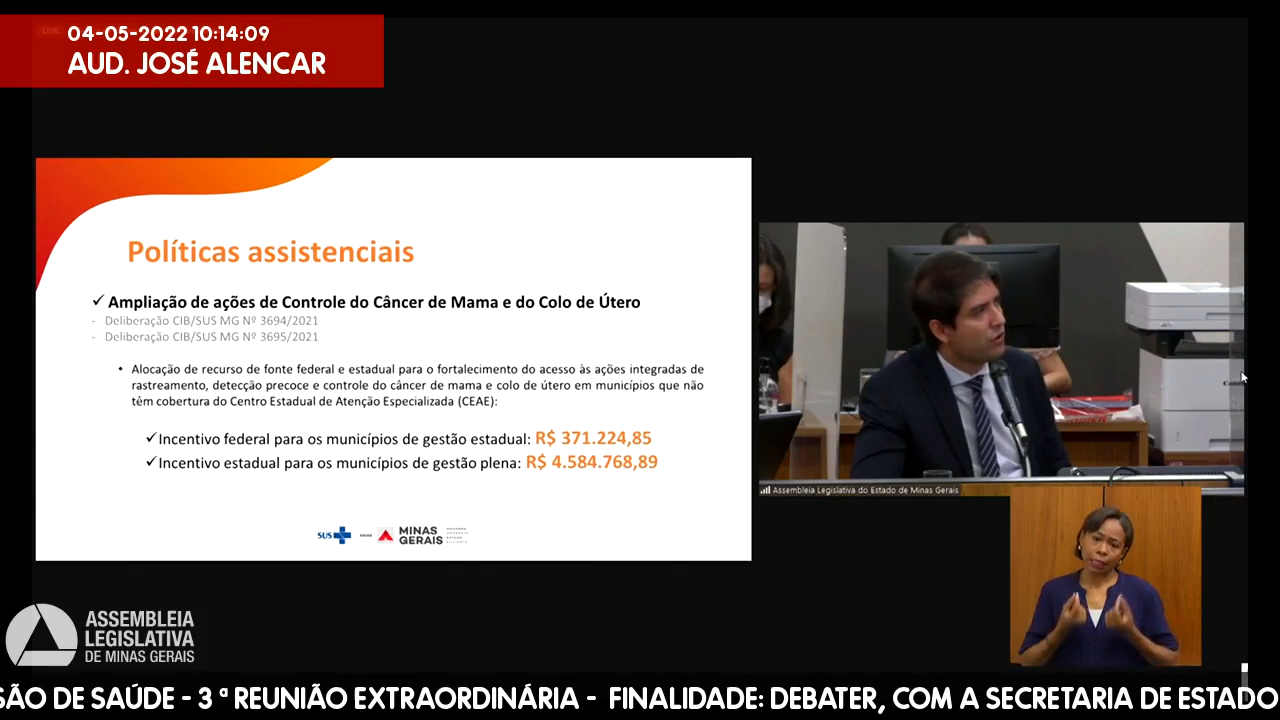 04-05-2022 10:14:09
AUD. JOSÉ ALENCAR
Políticas assistenciais
✓ Ampliação de ações de Controle do Câncer de Mama e do Colo de Útero
- Deliberação CIB/SUS MG Nº 3694/2021
- Deliberação CIB/SUS MG Nº 3695/2021
• Alocação de recurso de fonte federal e estadual para o fortalecimento do acesso às ações integradas de
rastreamento, detecção precoce e controle do câncer de mama e colo de útero em municípios que não
têm cobertura do Centro Estadual de Atenção Especializada (CEAE):
✓Incentivo federal para os municípios de gestão estadual: R$ 371.224,85
✓Incentivo estadual para os municípios de gestão plena: R$ 4.584.768,89
SUS
SAÚDE
MINAS
GERAIS
Canon
Assembleia Legislativa do Estado de Minas Gerais
ASSEMBLEIA
LEGISLATIVA
DE MINAS GERAIS
SÃO DE SAÚDE - 3 ª REUNIÃO EXTRAORDINÁRIA - FINALIDADE: DEBATER, COM A SECRETARIA DE ESTADO